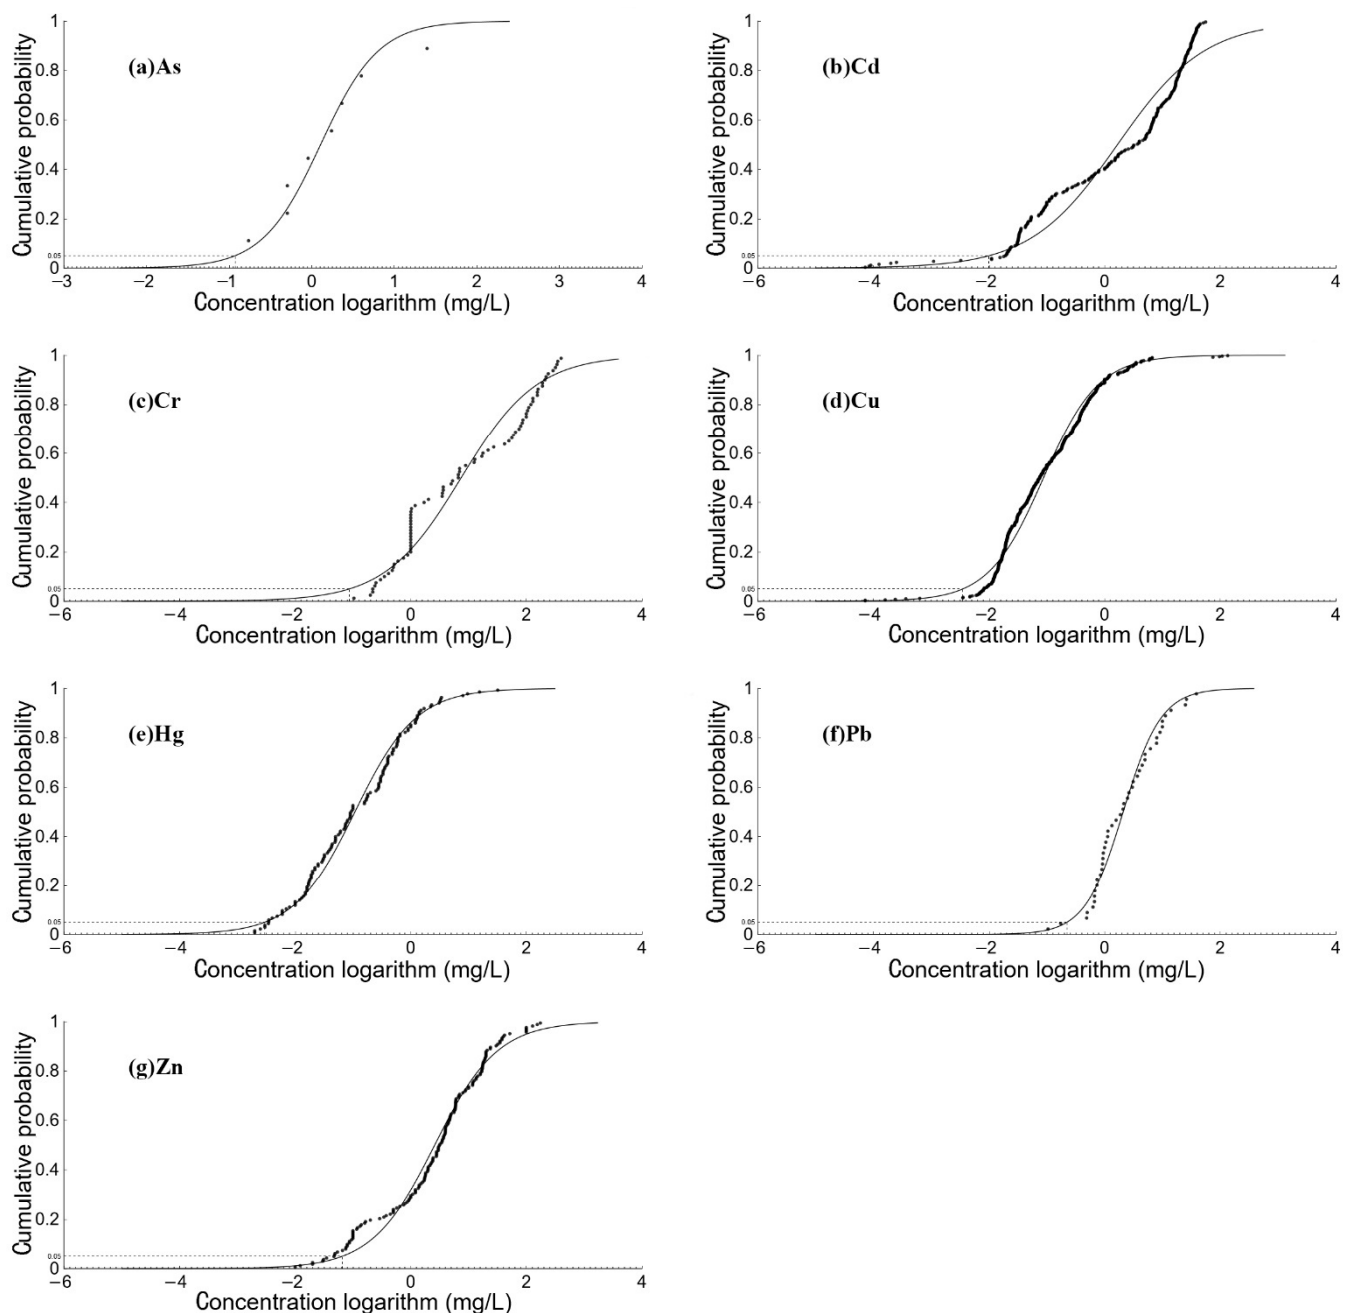 Cumulative probability
1
0.8
0.6
0.4
0.2
0.05
0
(a)As
−3 −2 −1 0 1 2 3 4
Concentration logarithm (mg/L)
Cumulative probability
1
0.8
0.6
0.4
0.2
0.05
0
(b)Cd
−6 −4 −2 0 2 4
Concentration logarithm (mg/L)
Cumulative probability
1
0.8
0.6
0.4
0.2
0.05
0
(c)Cr
−6 −4 −2 0 2 4
Concentration logarithm (mg/L)
Cumulative probability
1
0.8
0.6
0.4
0.2
0.05
0
(d)Cu
−6 −4 −2 0 2 4
Concentration logarithm (mg/L)
Cumulative probability
1
0.8
0.6
0.4
0.2
0.05
0
(e)Hg
−6 −4 −2 0 2 4
Concentration logarithm (mg/L)
Cumulative probability
1
0.8
0.6
0.4
0.2
0.05
0
(f)Pb
−6 −4 −2 0 2 4
Concentration logarithm (mg/L)
Cumulative probability
1
0.8
0.6
0.4
0.2
0.05
0
(g)Zn
−6 −4 −2 0 2 4
Concentration logarithm (mg/L)